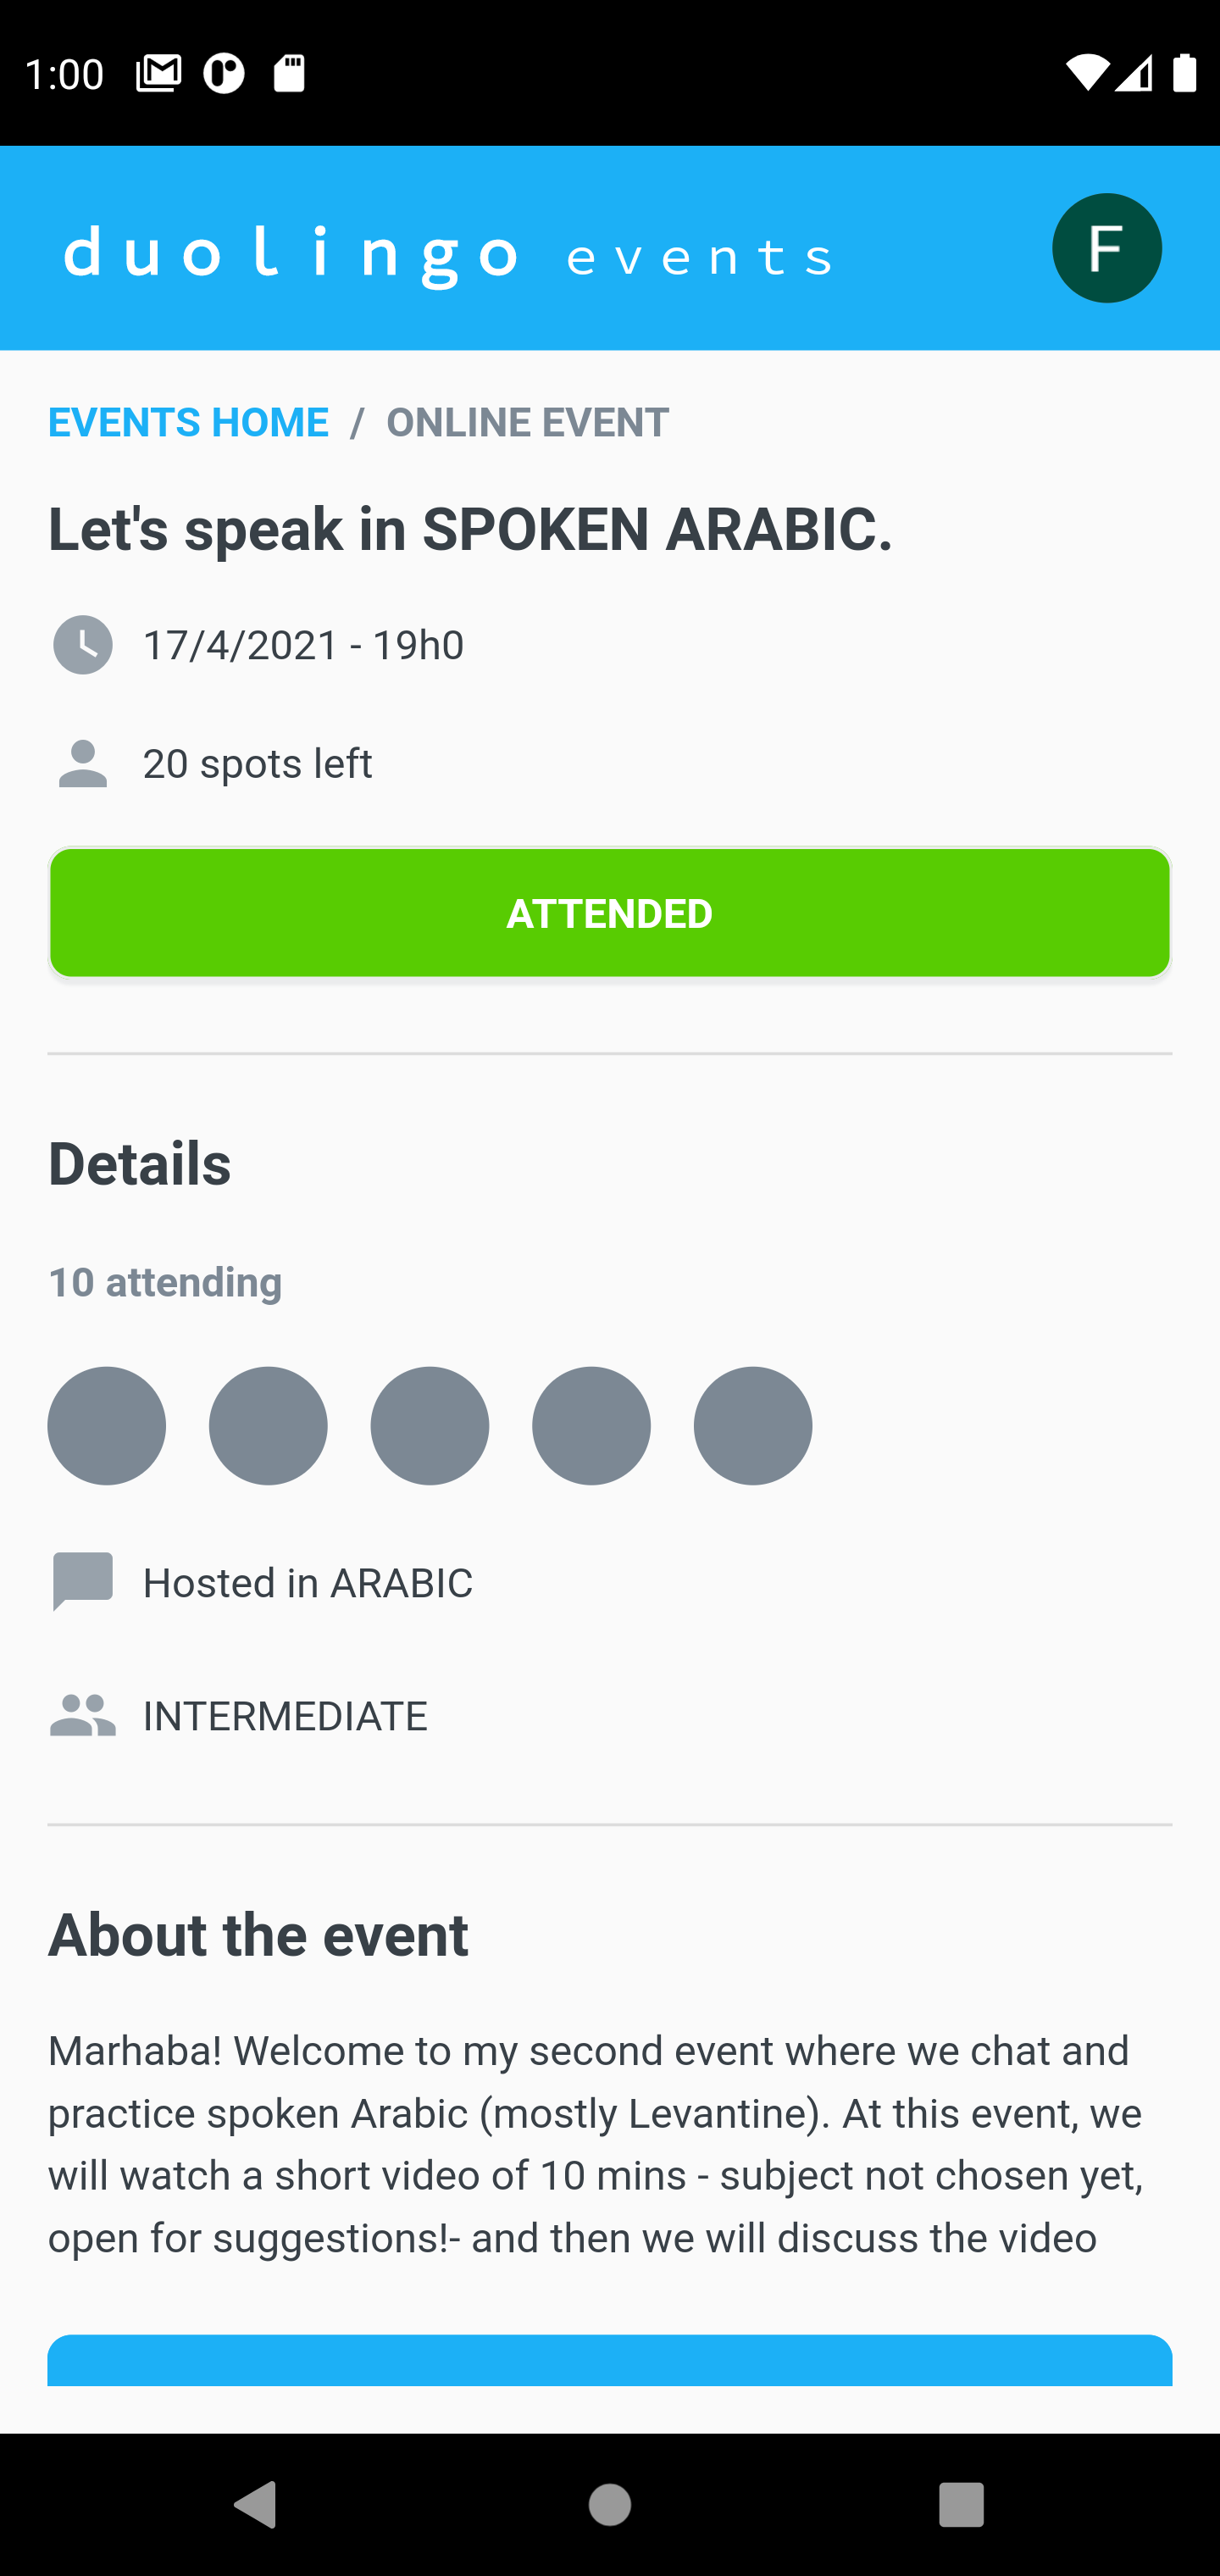 1:00
duolingo events
F
EVENTS HOME / ONLINE EVENT
Let's speak in SPOKEN ARABIC.
17/4/2021 - 19h0
20 spots left
ATTENDED
Details
10 attending
Hosted in ARABIC
INTERMEDIATE
About the event
Marhaba! Welcome to my second event where we chat and
practice spoken Arabic (mostly Levantine). At this event, we
will watch a short video of 10 mins - subject not chosen yet,
open for suggestions!- and then we will discuss the video